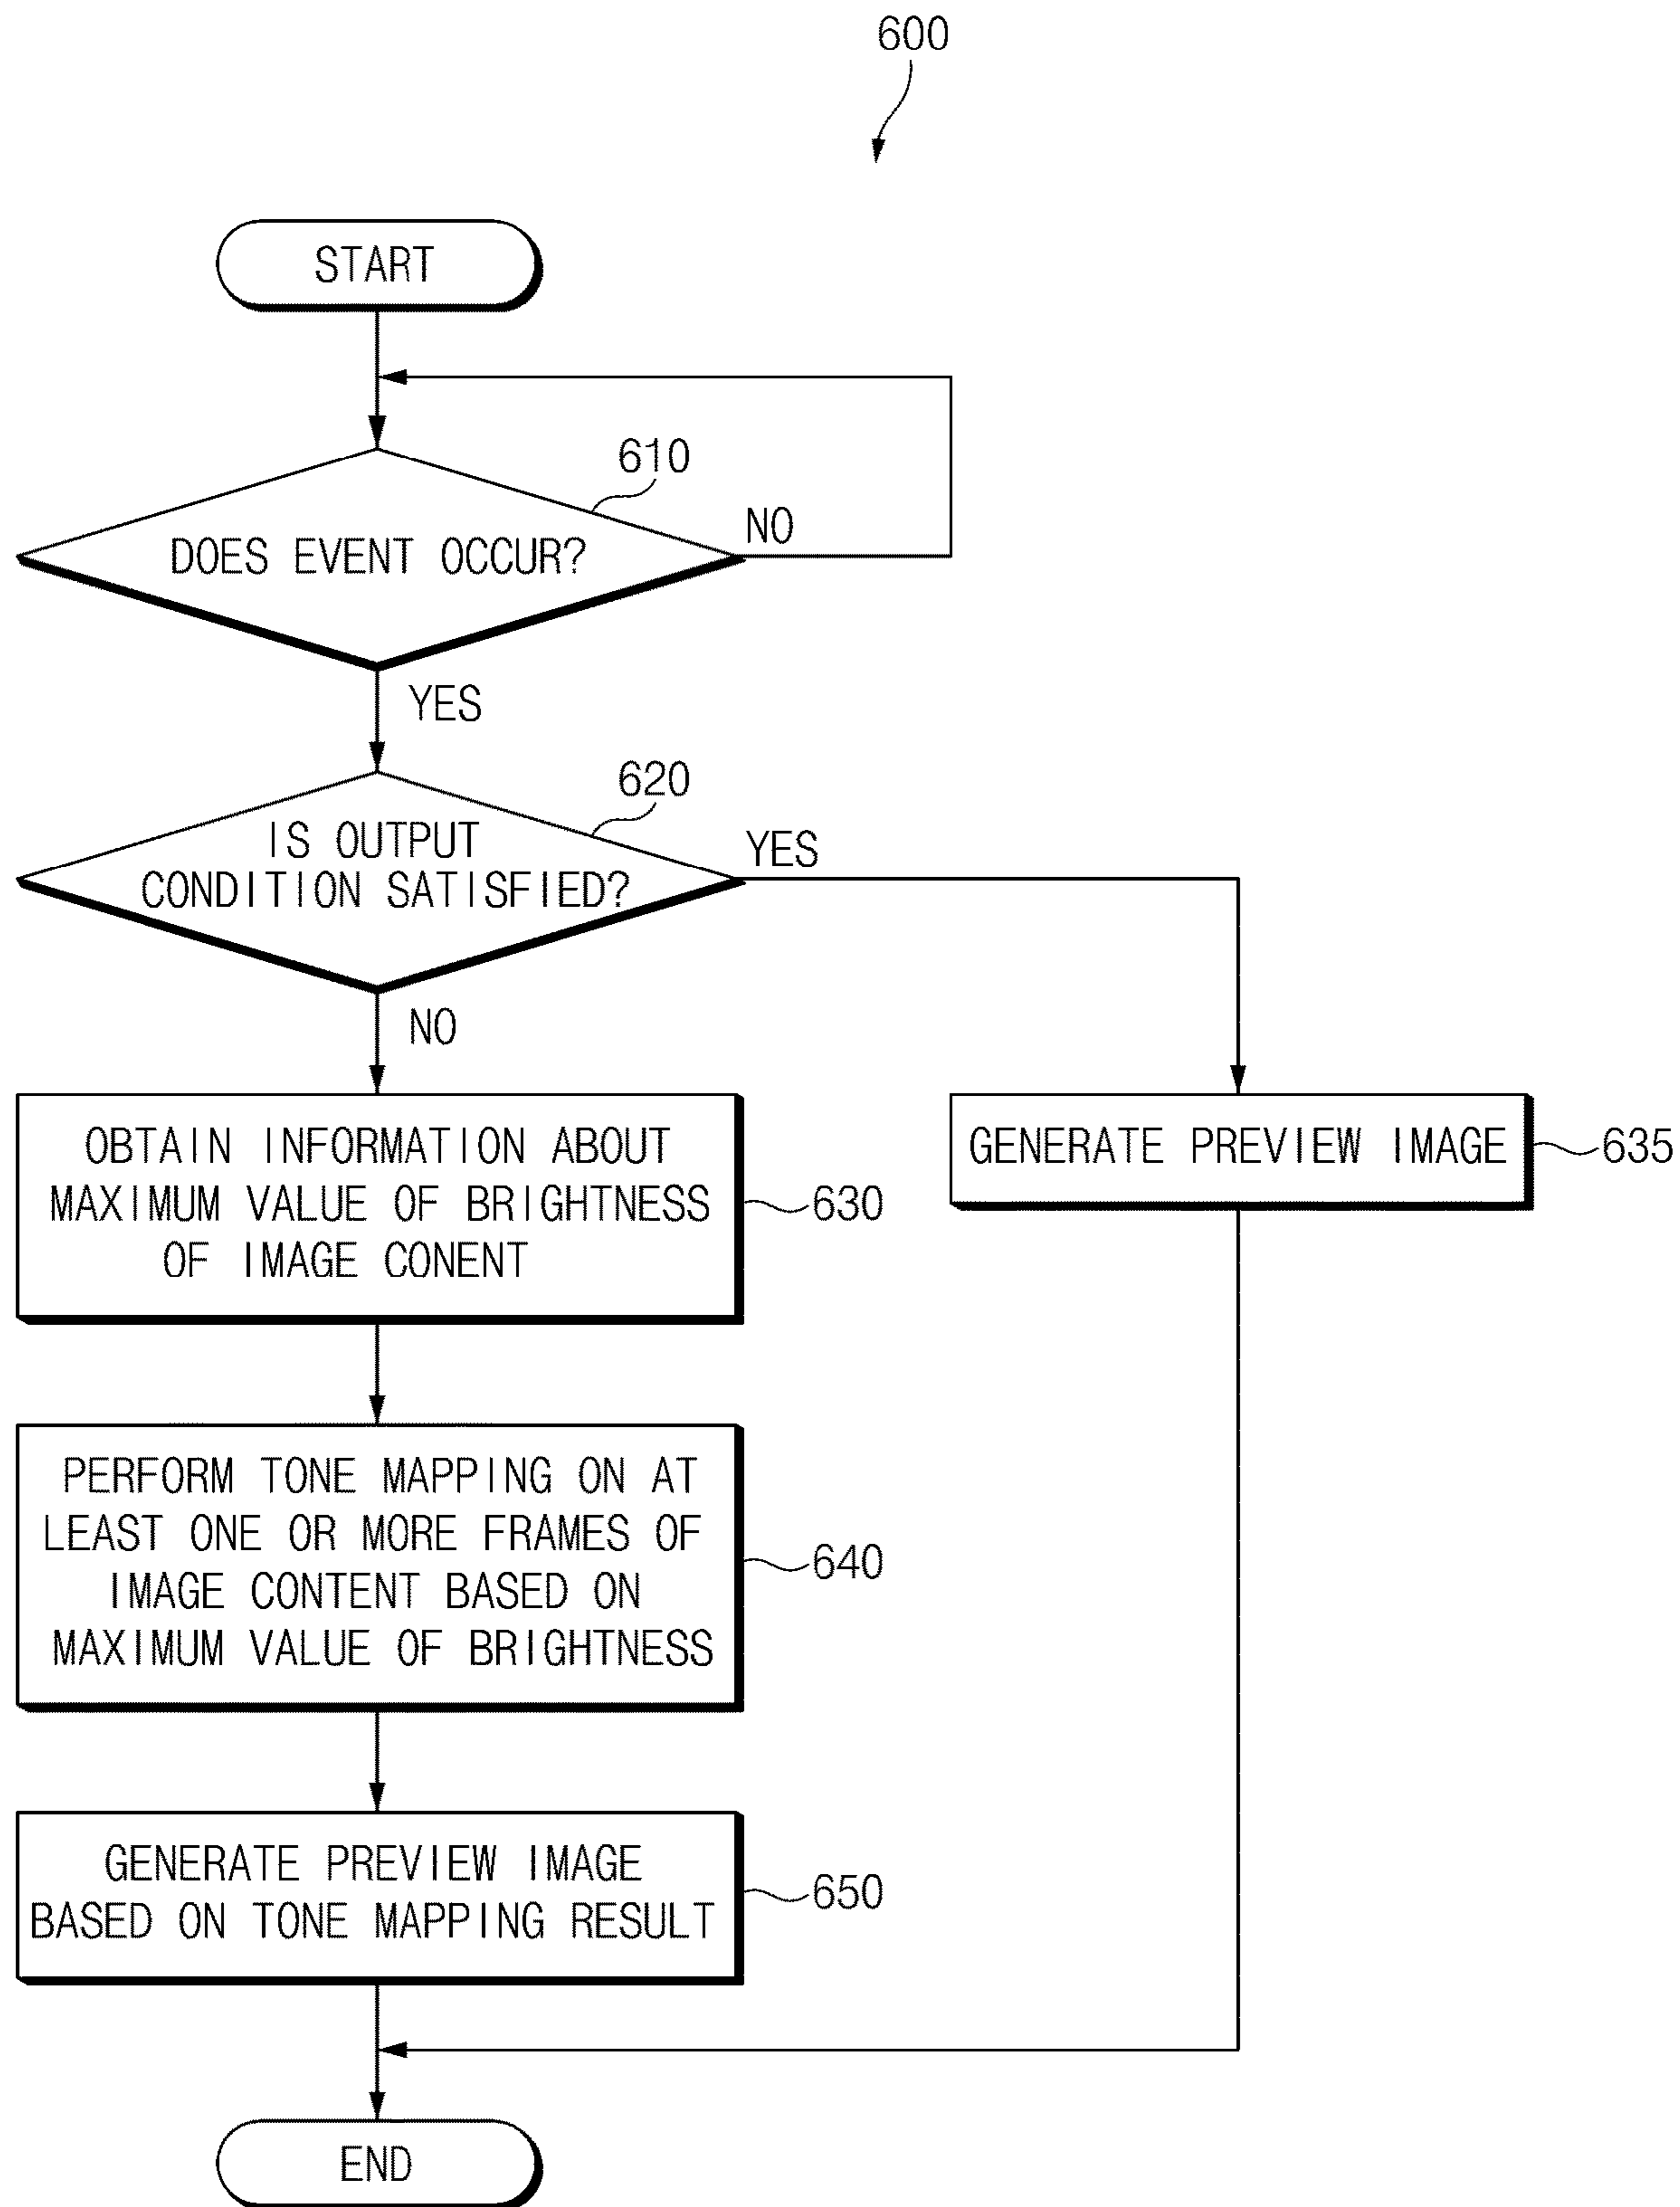 600
START
610
DOES EVENT OCCUR?
NO
YES
620
IS OUTPUT
CONDITION SATISFIED?
YES
NO
OBTAIN INFORMATION ABOUT
MAXIMUM VALUE OF BRIGHTNESS
OF IMAGE CONENT
630
GENERATE PREVIEW IMAGE
635
PERFORM TONE MAPPING ON AT
LEAST ONE OR MORE FRAMES OF
IMAGE CONTENT BASED ON
MAXIMUM VALUE OF BRIGHTNESS
640
GENERATE PREVIEW IMAGE
BASED ON TONE MAPPING RESULT
650
END